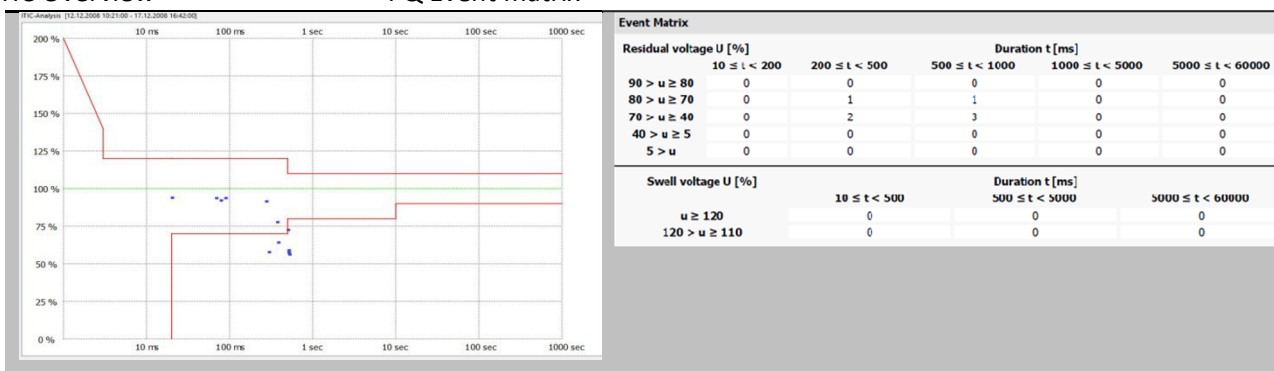 ITIC-Analysis [12.12.2008 10:21:00 - 17.12.2008 16:42:00]
10 ms 100 ms 1 sec 10 sec 100 sec 1000 sec
200 %
175 %
150 %
125 %
100 %
75 %
50 %
25 %
0 %
10 ms 100 ms 1 sec 10 sec 100 sec 1000 sec
PQ Event Matrix
Event Matrix
Residual voltage U [%] Duration t [ms]
10 ≤ t < 200 200 ≤ t < 500 500 ≤ t < 1000 1000 ≤ t < 5000 5000 ≤ t < 60000
90 > u ≥ 80 0 0 0 0 0
80 > u ≥ 70 0 1 1 0 0
70 > u ≥ 40 0 2 3 0 0
40 > u ≥ 5 0 0 0 0 0
5 > u 0 0 0 0 0
Swell voltage U [%] Duration t [ms]
10 ≤ t < 500 500 ≤ t < 5000 5000 ≤ t < 60000
u ≥ 120 0 0 0
120 > u ≥ 110 0 0 0